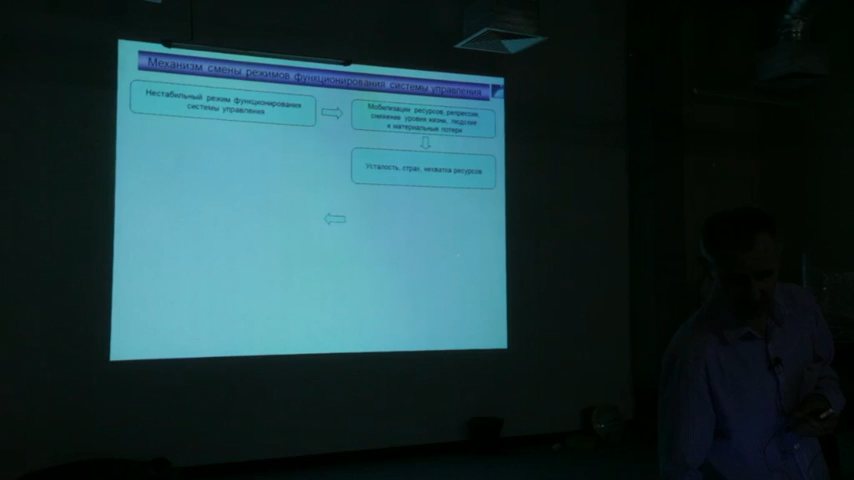 Механизм смены режимов функционирования системы управления
Нестабильный режим функционирования
системы управления
Мобилизация ресурсов, репрессии,
снижение уровня жизни, людские
и материальные потери
Усталость, страх, нехватка ресурсов